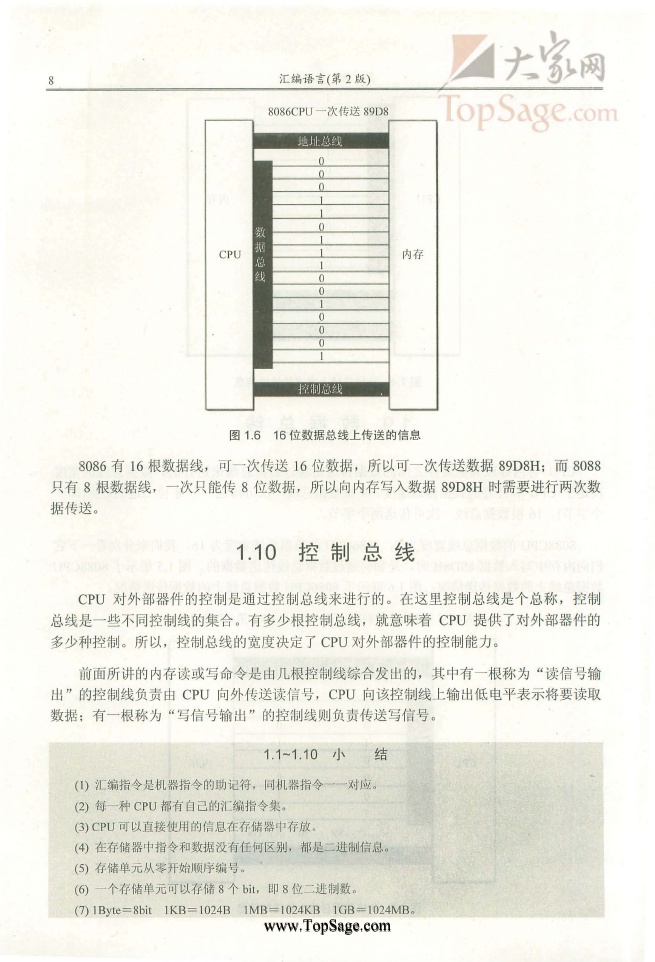 大家网
TopSage.com
8
汇编语言(第 2 版)
8086CPU 一次传送 89D8
地址总线
0
0
0
1
1
0
1
1
1
0
0
1
0
0
0
1
CPU
数据总线
内存
控制总线
图 1.6 16 位数据总线上传送的信息
8086 有 16 根数据线，可一次传送 16 位数据，所以可一次传送数据 89D8H；而 8088
只有 8 根数据线，一次只能传 8 位数据，所以向内存写入数据 89D8H 时需要进行两次数
据传送。
1.10 控 制 总 线
CPU 对外部器件的控制是通过控制总线来进行的。在这里控制总线是个总称，控制
总线是一些不同控制线的集合。有多少根控制总线，就意味着 CPU 提供了对外部器件的
多少种控制。所以，控制总线的宽度决定了 CPU 对外部器件的控制能力。
前面所讲的内存读或写命令是由几根控制线综合发出的，其中有一根称为“读信号输
出”的控制线负责由 CPU 向外传送读信号，CPU 向该控制线上输出低电平表示将要读取
数据；有一根称为“写信号输出”的控制线则负责传送写信号。
1.1~1.10 小 结
(1) 汇编指令是机器指令的助记符，同机器指令一一对应。
(2) 每一种 CPU 都有自己的汇编指令集。
(3) CPU 可以直接使用的信息在存储器中存放。
(4) 在存储器中指令和数据没有任何区别，都是二进制信息。
(5) 存储单元从零开始顺序编号。
(6) 一个存储单元可以存储 8 个 bit，即 8 位二进制数。
(7) 1Byte＝8bit 1KB＝1024B 1MB＝1024KB 1GB＝1024MB。
www.TopSage.com